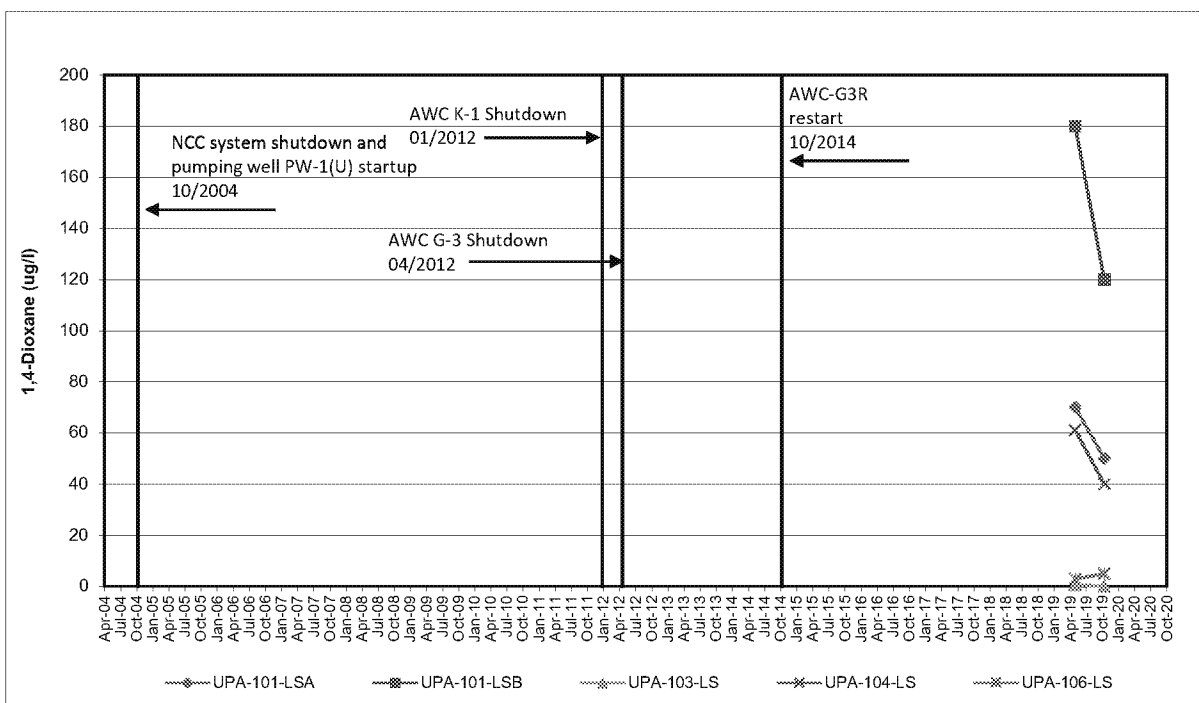 200
180
160
140
120
100
80
60
40
20
0
1,4-Dioxane (ug/l)
NCC system shutdown and
pumping well PW-1(U) startup
10/2004
AWC K-1 Shutdown
01/2012
AWC G-3 Shutdown
04/2012
AWC-G3R
restart
10/2014
Apr-04
Jul-04
Oct-04
Jan-05
Apr-05
Jul-05
Oct-05
Jan-06
Apr-06
Jul-06
Oct-06
Jan-07
Apr-07
Jul-07
Oct-07
Jan-08
Apr-08
Jul-08
Oct-08
Jan-09
Apr-09
Jul-09
Oct-09
Jan-10
Apr-10
Jul-10
Oct-10
Jan-11
Apr-11
Jul-11
Oct-11
Jan-12
Apr-12
Jul-12
Oct-12
Jan-13
Apr-13
Jul-13
Oct-13
Jan-14
Apr-14
Jul-14
Oct-14
Jan-15
Apr-15
Jul-15
Oct-15
Jan-16
Apr-16
Jul-16
Oct-16
Jan-17
Apr-17
Jul-17
Oct-17
Jan-18
Apr-18
Jul-18
Oct-18
Jan-19
Apr-19
Jul-19
Oct-19
Jan-20
Apr-20
Jul-20
Oct-20
UPA-101-LSA UPA-101-LSB UPA-103-LS UPA-104-LS UPA-106-LS